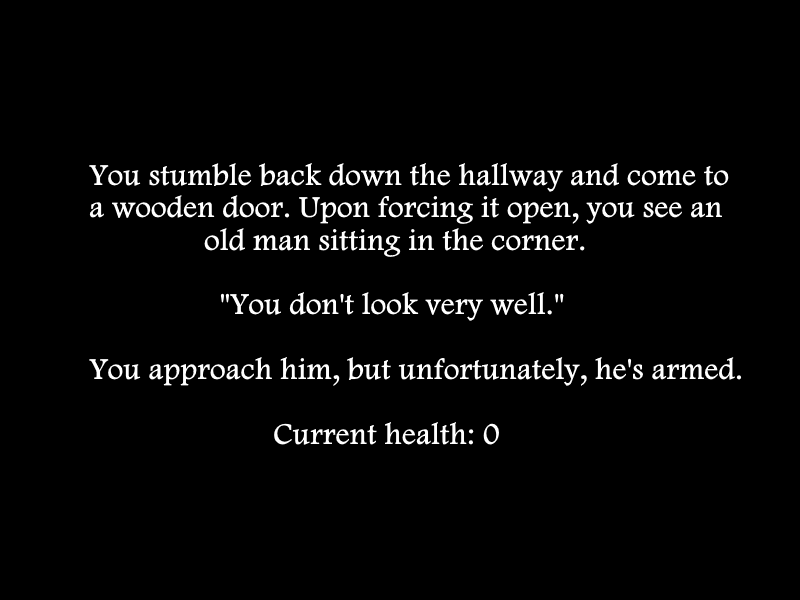 You stumble back down the hallway and come to
a wooden door. Upon forcing it open, you see an
old man sitting in the corner.
"You don't look very well."
You approach him, but unfortunately, he's armed.
Current health: 0